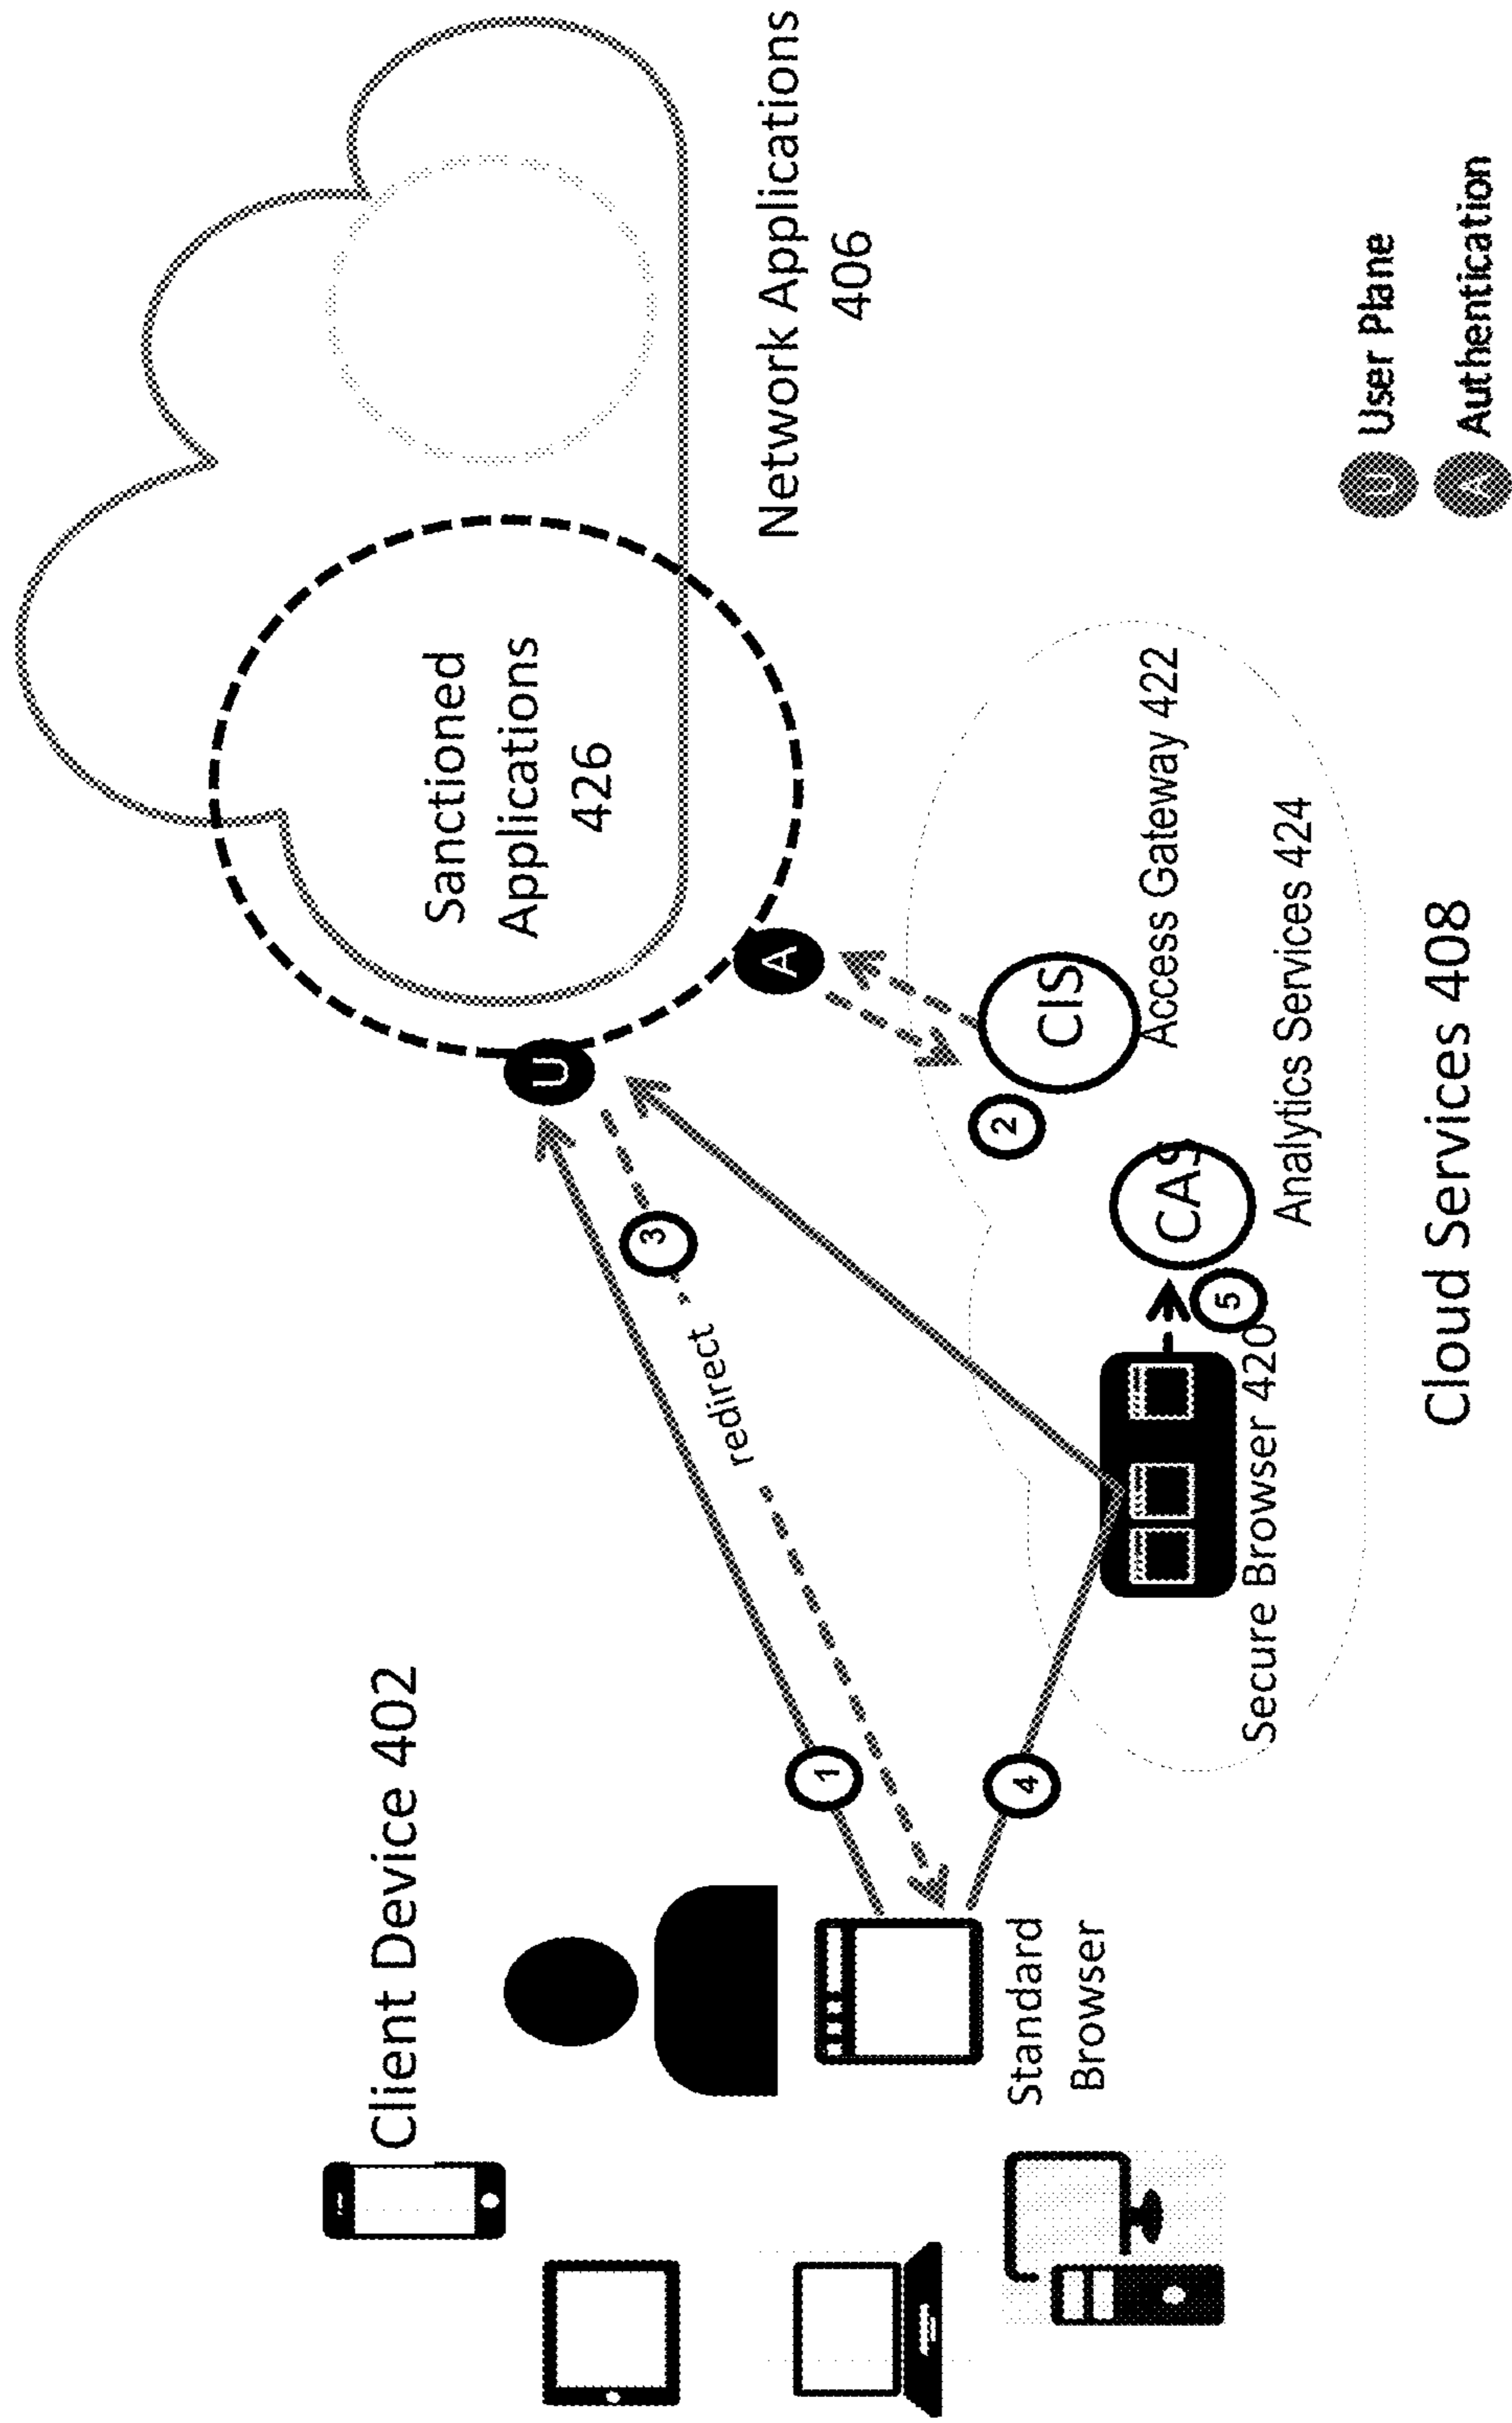 Client Device 402
Standard
Browser
1
redirect
3
4
U
A
Sanctioned
Applications
426
Network Applications
406
2
CIS
Access Gateway 422
CAS
5
Analytics Services 424
Secure Browser 420
Cloud Services 408
U User Plane
A Authentication